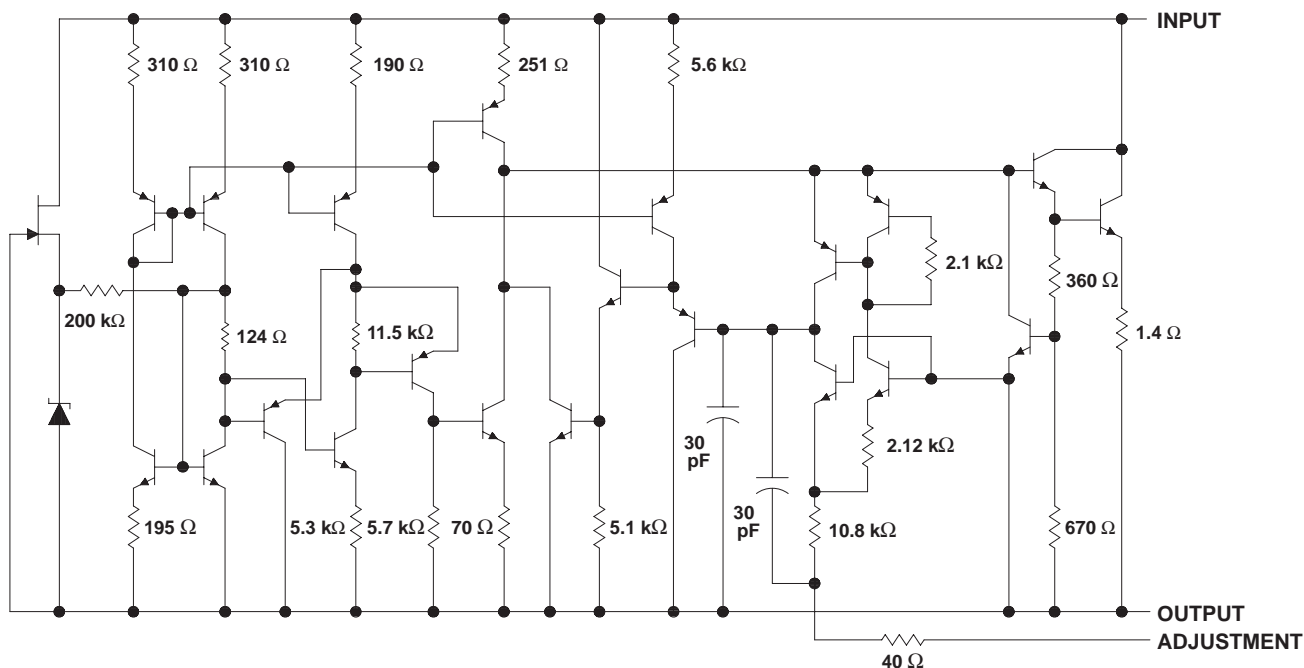 INPUT
310 Ω
310 Ω
190 Ω
251 Ω
5.6 kΩ
2.1 kΩ
360 Ω
200 kΩ
124 Ω
11.5 kΩ
1.4 Ω
30
pF
2.12 kΩ
195 Ω
5.3 kΩ
5.7 kΩ
70 Ω
5.1 kΩ
30
pF
10.8 kΩ
670 Ω
OUTPUT
ADJUSTMENT
40 Ω